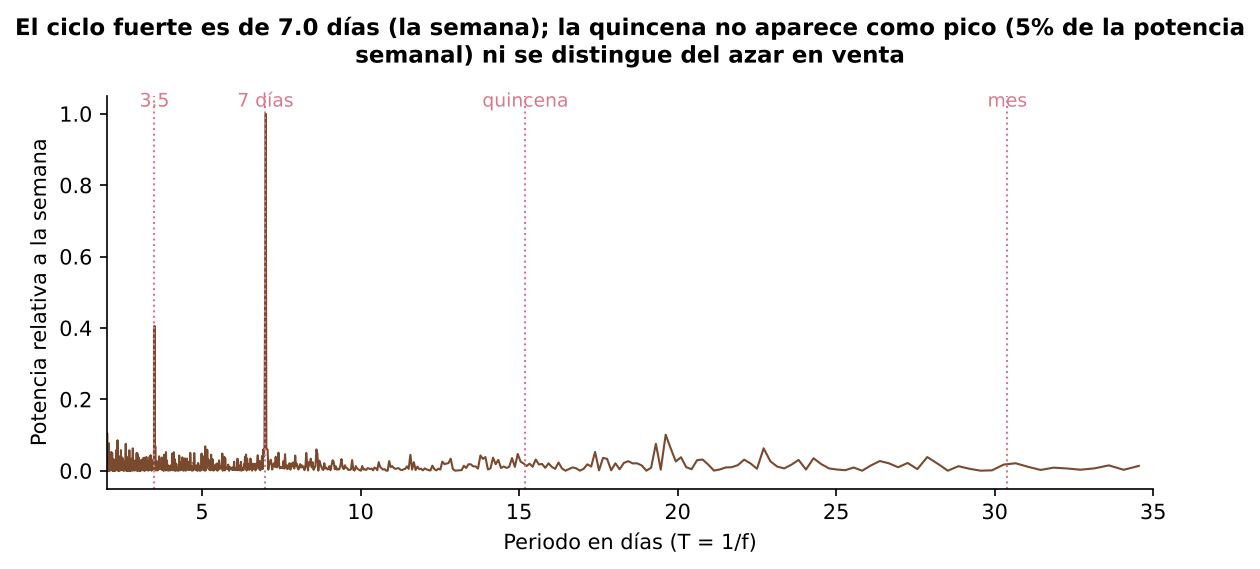 El ciclo fuerte es de 7.0 días (la semana); la quincena no aparece como pico (5% de la potencia
semanal) ni se distingue del azar en venta
3.5
7 días
quincena
mes
Potencia relativa a la semana
1.0
0.8
0.6
0.4
0.2
0.0
5
10
15
20
25
30
35
Periodo en días (T = 1/f)